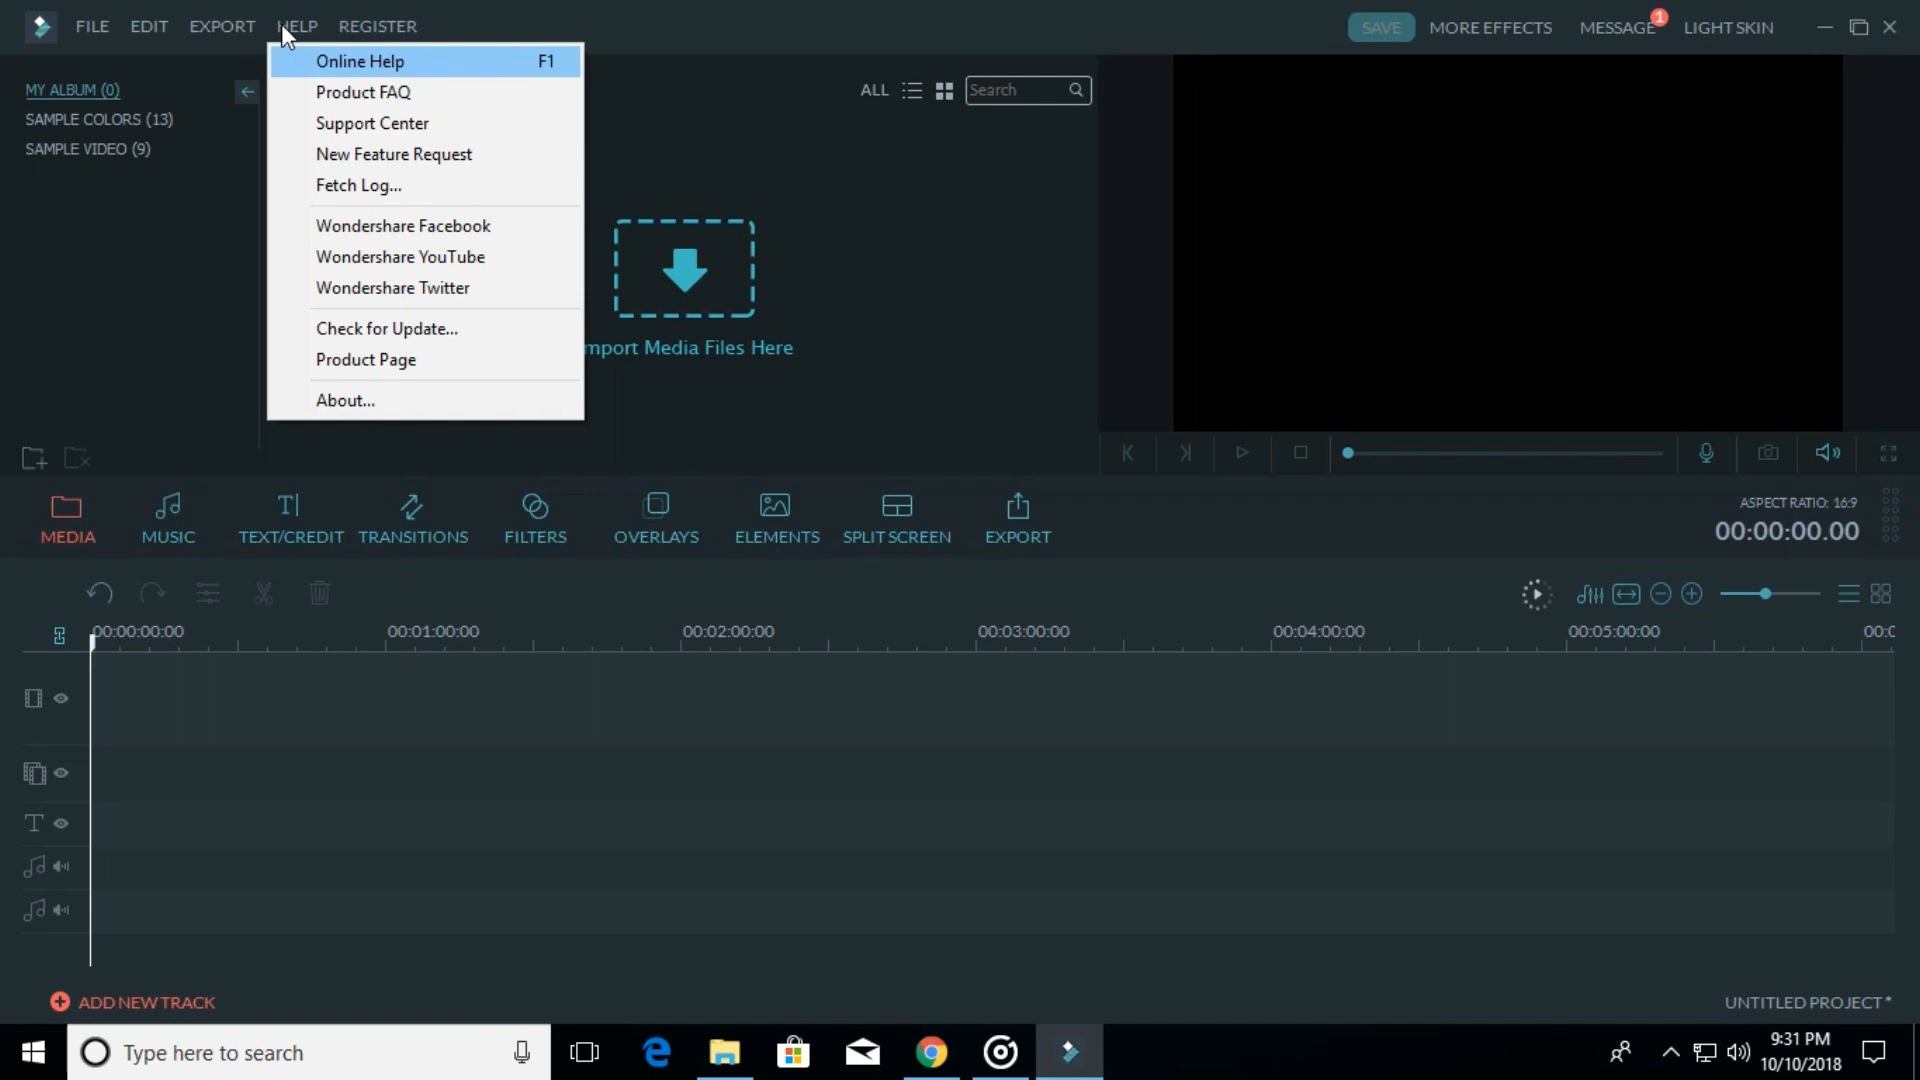 FILE EDIT EXPORT HELP REGISTER SAVE MORE EFFECTS MESSAGE 1 LIGHT SKIN
Online Help F1
Product FAQ
Support Center
New Feature Request
Fetch Log...
Wondershare Facebook
Wondershare YouTube
Wondershare Twitter
Check for Update...
Product Page
About...
MY ALBUM (0)
SAMPLE COLORS (13)
SAMPLE VIDEO (9)
ALL Search
mport Media Files Here
MEDIA MUSIC TEXT/CREDIT TRANSITIONS FILTERS OVERLAYS ELEMENTS SPLIT SCREEN EXPORT
ASPECT RATIO: 16:9
00:00:00.00
00:00:00:00 00:01:00:00 00:02:00:00 00:03:00:00 00:04:00:00 00:05:00:00 00:0
ADD NEW TRACK UNTITLED PROJECT *
Type here to search
9:31 PM
10/10/2018